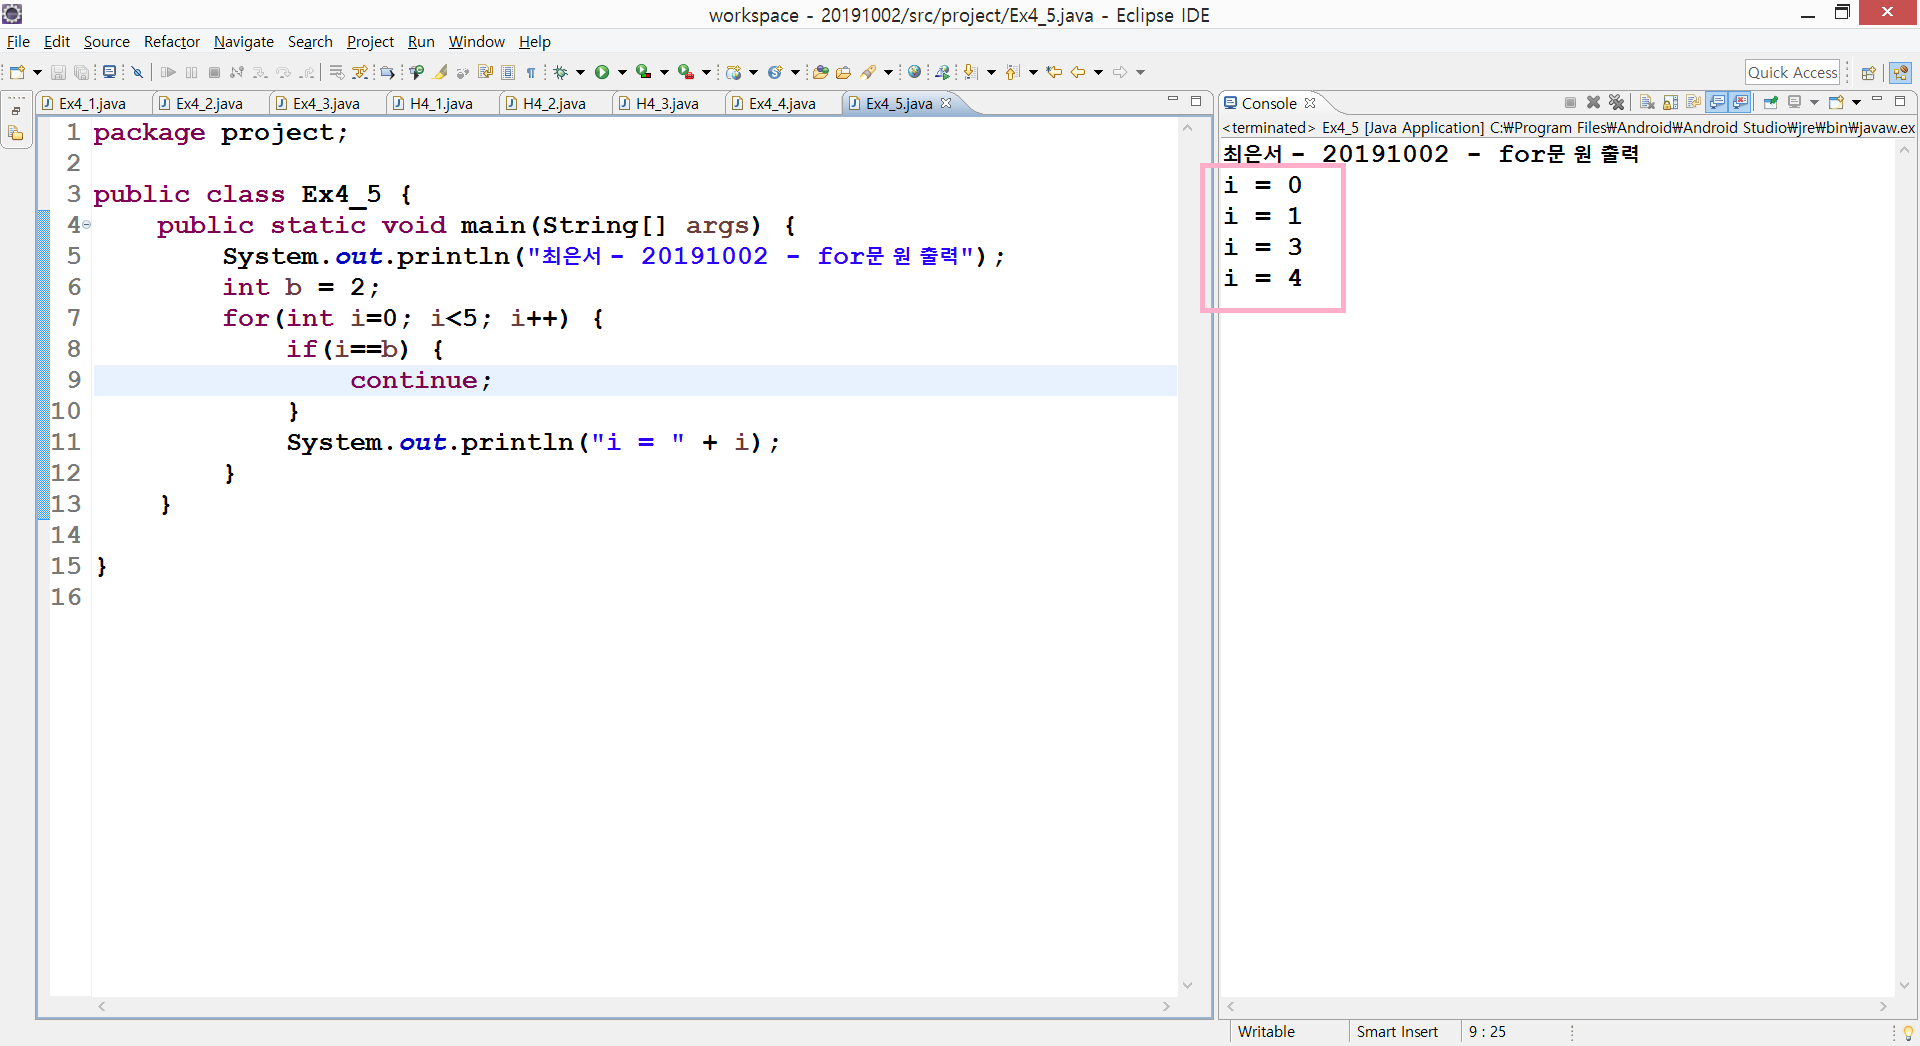 workspace - 20191002/src/project/Ex4_5.java - Eclipse IDE
File Edit Source Refactor Navigate Search Project Run Window Help
Quick Access
Ex4_1.java Ex4_2.java Ex4_3.java H4_1.java H4_2.java H4_3.java Ex4_4.java Ex4_5.java
1 package project;
2
3 public class Ex4_5 {
4 public static void main(String[] args) {
5 System.out.println("최은서 - 20191002 - for문 원 출력");
6 int b = 2;
7 for(int i=0; i<5; i++) {
8 if(i==b) {
9 continue;
10 }
11 System.out.println("i = " + i);
12 }
13 }
14
15 }
16
Console
<terminated> Ex4_5 [Java Application] C:₩Program Files₩Android₩Android Studio₩jre₩bin₩javaw.ex
최은서 - 20191002 - for문 원 출력
i = 0
i = 1
i = 3
i = 4
Writable Smart Insert 9 : 25